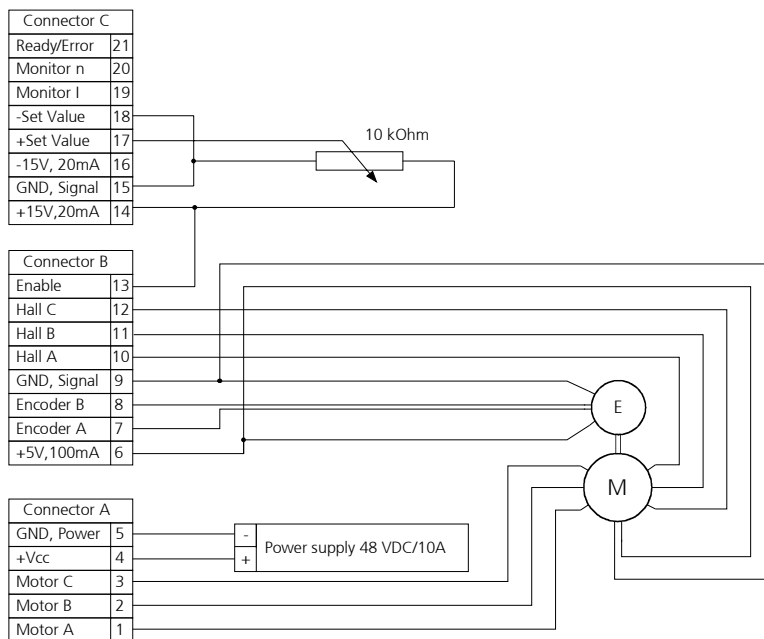 Connector C
Ready/Error 21
Monitor n 20
Monitor I 19
-Set Value 18
+Set Value 17
-15V, 20mA 16
GND, Signal 15
+15V,20mA 14
10 kOhm
Connector B
Enable 13
Hall C 12
Hall B 11
Hall A 10
GND, Signal 9
Encoder B 8
Encoder A 7
+5V,100mA 6
E
M
Connector A
GND, Power 5
+Vcc 4
Motor C 3
Motor B 2
Motor A 1
-
+
Power supply 48 VDC/10A